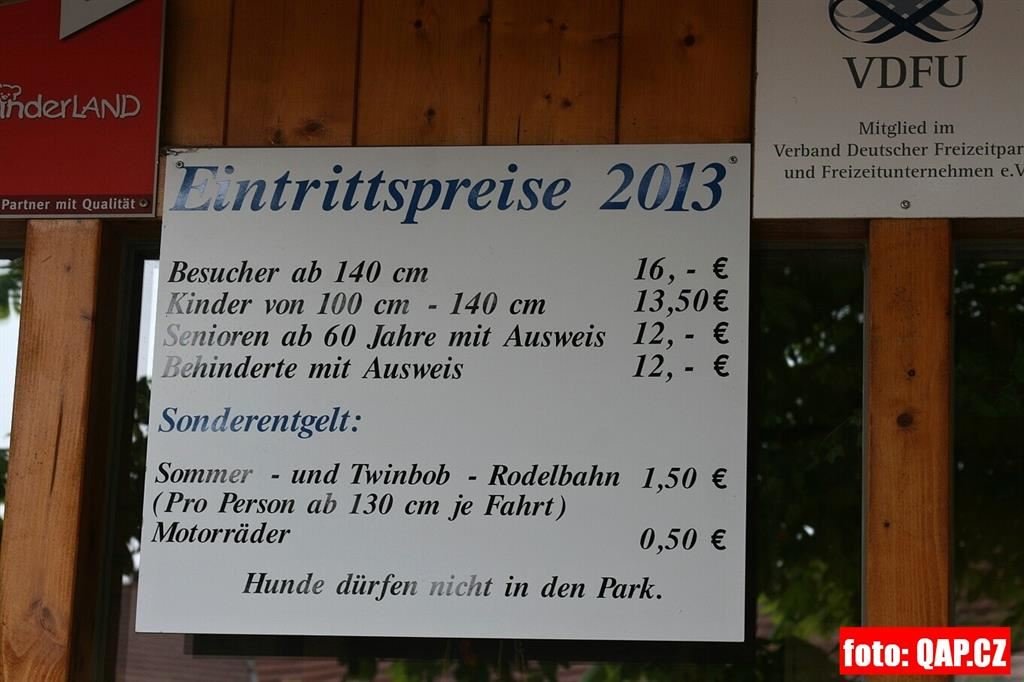 inderLAND
Partner mit Qualität
VDFU
Mitglied im
Verband Deutscher
und Freizeitunternehmen e.V
Eintrittspreise 2013
Besucher ab 140 cm 16,- €
Kinder von 100 cm - 140 cm 13,50€
Senioren ab 60 Jahre mit Ausweis 12,- €
Behinderte mit Ausweis 12,- €
Sonderentgelt:
Sommer - und Twinbob - Rodelbahn 1,50 €
(Pro Person ab 130 cm je Fahrt)
Motorräder 0,50 €
Hunde dürfen nicht in den Park.
foto: QAP.CZ